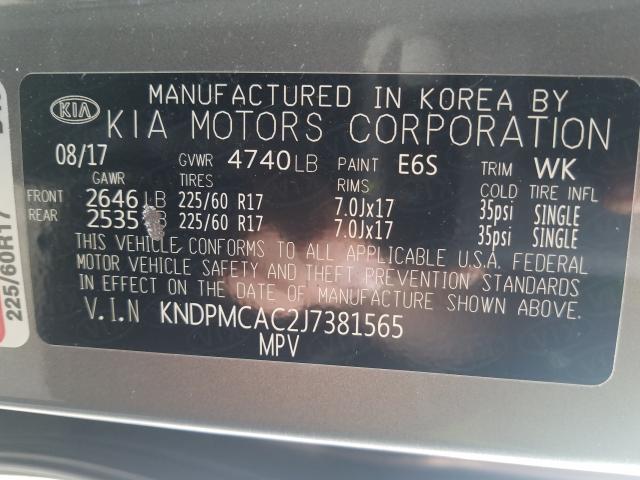 KIA
MANUFACTURED IN KOREA BY
KIA MOTORS CORPORATION
08/17 GVWR 4740LB PAINT E6S TRIM WK
GAWR TIRES RIMS COLD TIRE INFL
FRONT 2646LB 225/60 R17 7.0Jx17 35psi SINGLE
REAR 2535 B 225/60 R17 7.0Jx17 35psi SINGLE
THIS VEHICLE CONFORMS TO ALL APPLICABLE U.S.A. FEDERAL
MOTOR VEHICLE SAFETY AND THEFT PREVENTION STANDARDS
IN EFFECT ON THE DATE OF MANUFACTURE SHOWN ABOVE.
V.I.N KNDPMCAC2J7381565
MPV
225/60R17